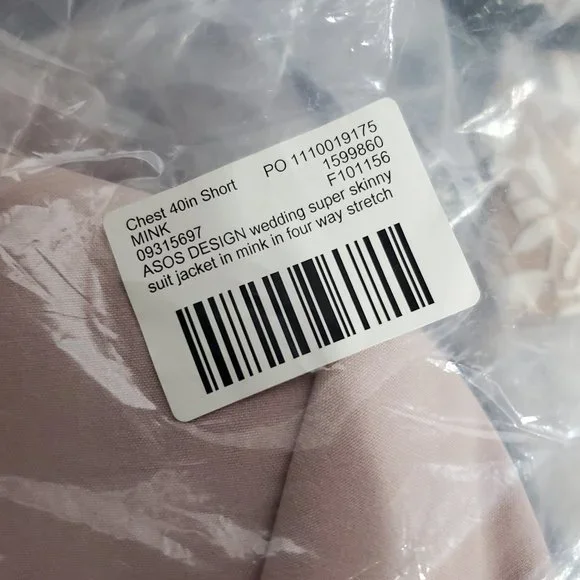 Chest 40in Short PO 1110019175
MINK 1599860
09315697 F101156
ASOS DESIGN wedding super skinny
suit jacket in mink in four way stretch